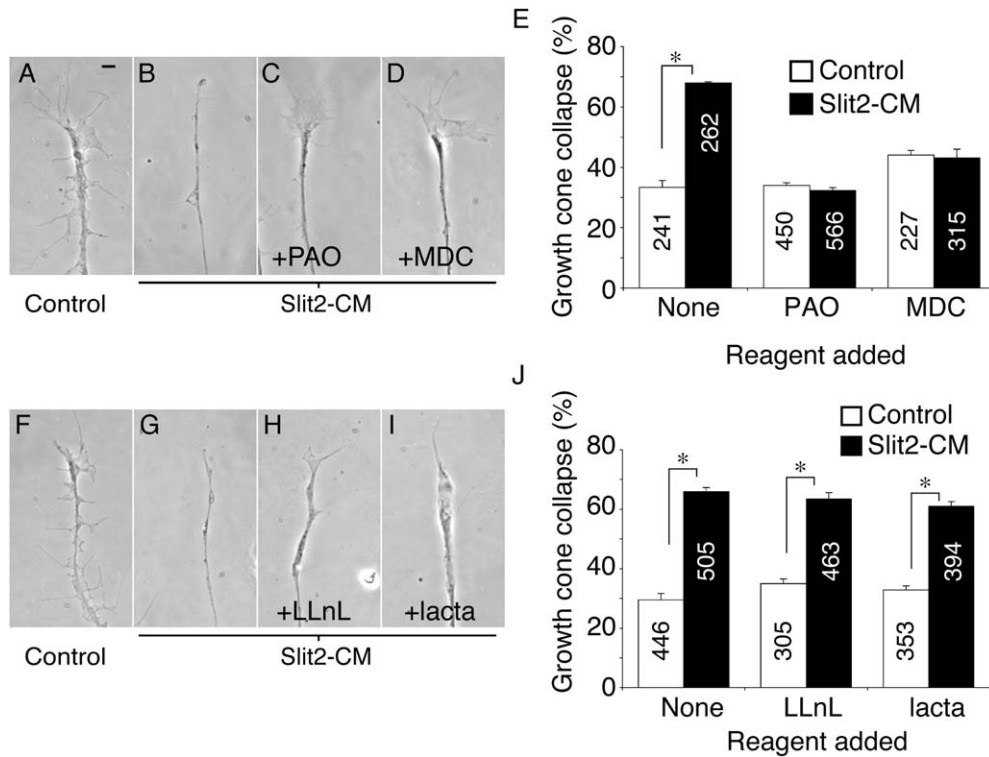 A
B
C
D
+PAO
+MDC
Control
Slit2-CM
E
Growth cone collapse (%)
80
60
40
20
0
*
Control
Slit2-CM
241
262
450
566
227
315
None
PAO
MDC
Reagent added
F
G
H
I
+LLnL
+lacta
Control
Slit2-CM
J
Growth cone collapse (%)
80
60
40
20
0
Control
Slit2-CM
*
*
*
446
505
305
463
353
394
None
LLnL
lacta
Reagent added